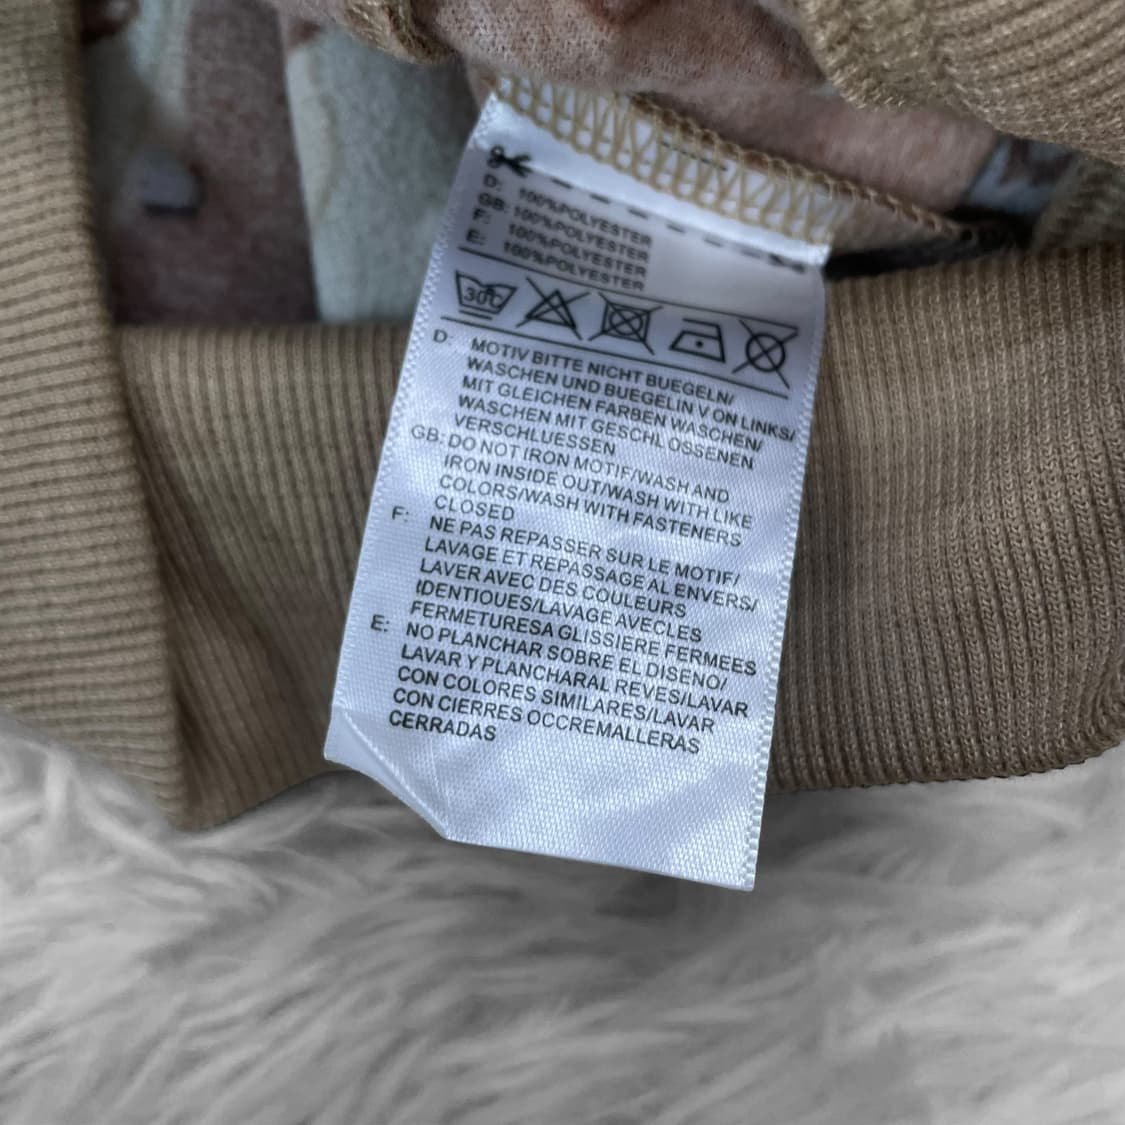 D: 100%POLYESTER
GB: 100%POLYESTER
F: 100%POLYESTER
E: 100%POLYESTER
30C
D: MOTIV BITTE NICHT BUEGELN/
WASCHEN UND BUEGELIN V ON LINKS/
MIT GLEICHEN FARBEN WASCHEN/
WASCHEN MIT GESCHL OSSENEN
VERSCHLUESSEN
GB: DO NOT IRON MOTIF/WASH AND
IRON INSIDE OUT/WASH WITH LIKE
COLORS/WASH WITH FASTENERS
CLOSED
F: NE PAS REPASSER SUR LE MOTIF/
LAVAGE ET REPASSAGE AL ENVERS/
LAVER AVEC DES COULEURS
IDENTIOUES/LAVAGE AVECLES
FERMETURESA GLISSIERE FERMEES
E: NO PLANCHAR SOBRE EL DISENO/
LAVAR Y PLANCHARAL REVES/LAVAR
CON COLORES SIMILARES/LAVAR
CON CIERRES OCCREMALLERAS
CERRADAS